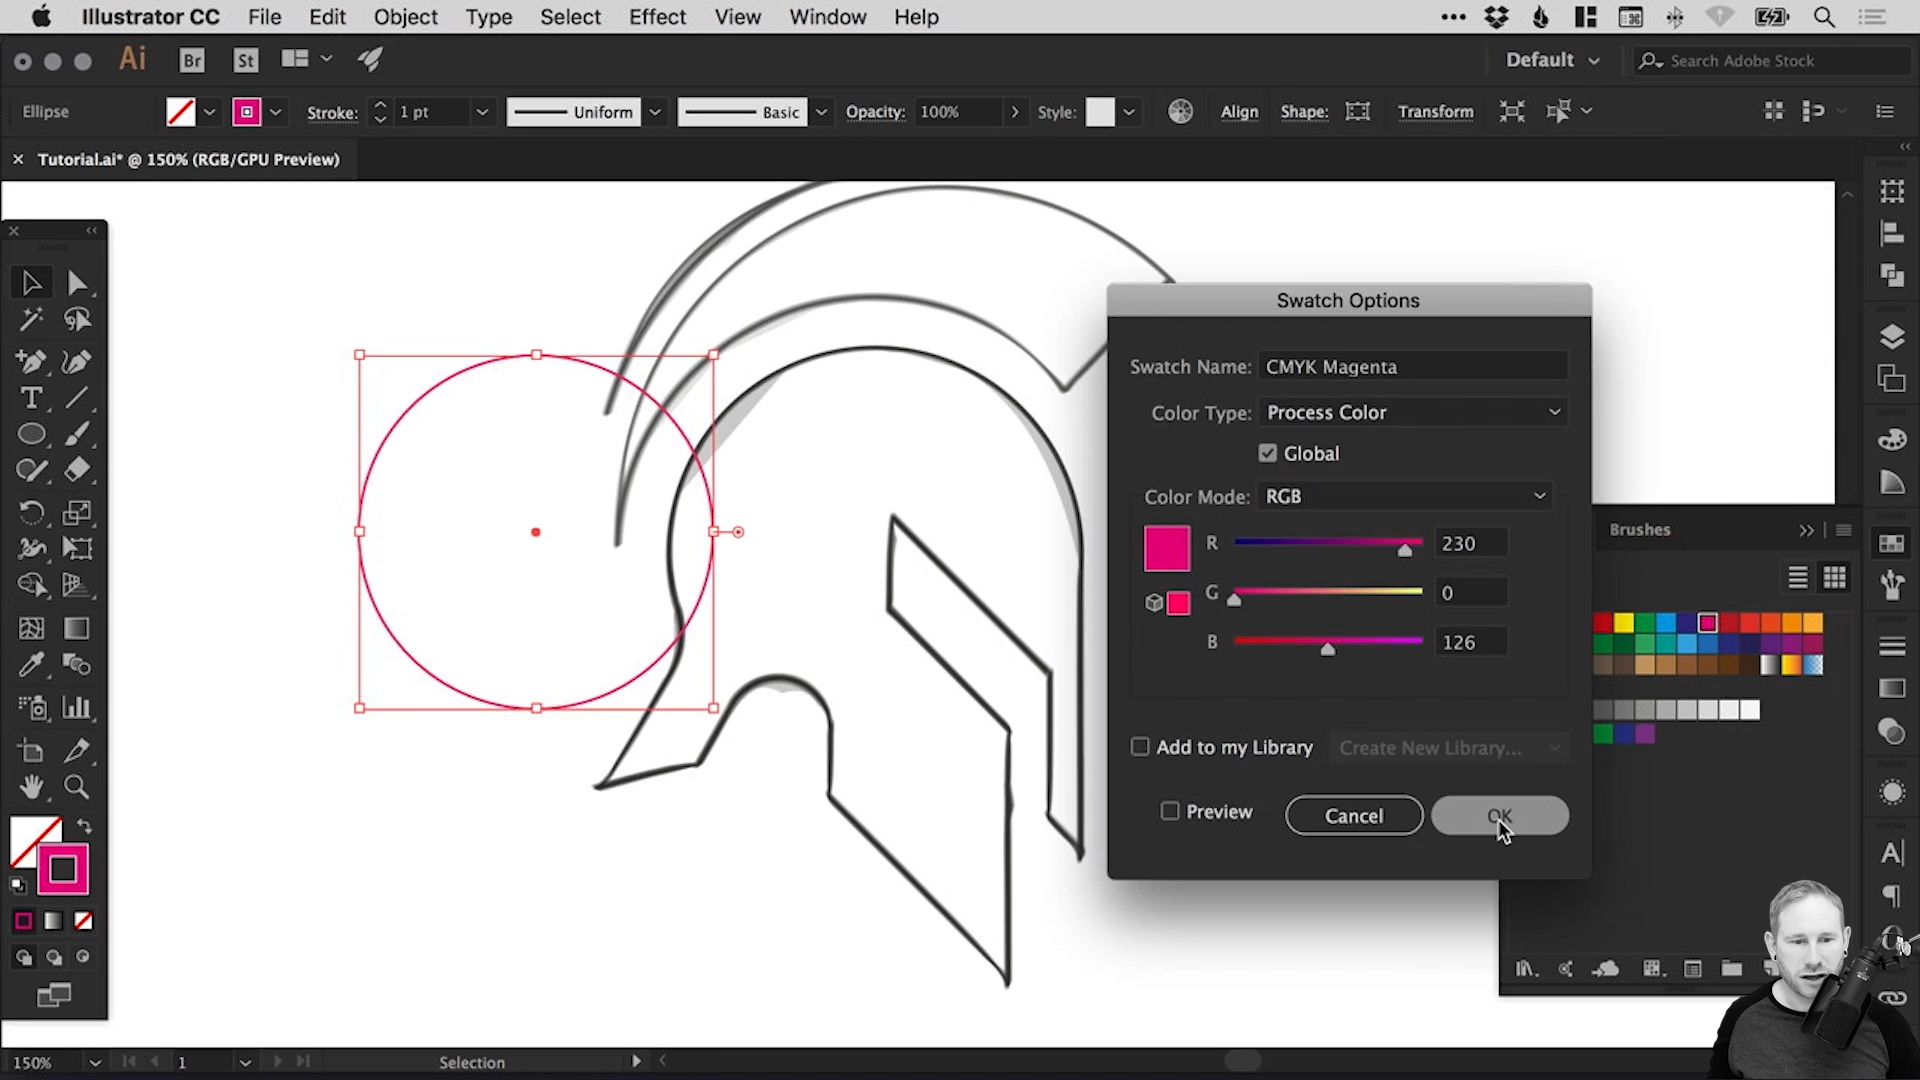 Illustrator CC File Edit Object Type Select Effect View Window Help
Ai Br St Default Search Adobe Stock
Ellipse Stroke: 1 pt Uniform Basic Opacity: 100% Style: Align Shape: Transform
× Tutorial.ai* @ 150% (RGB/GPU Preview)
Swatch Options
Swatch Name: CMYK Magenta
Color Type: Process Color
Global
Color Mode: RGB
Brushes
R 230
G 0
B 126
Add to my Library Create New Library...
Preview Cancel OK
150% 1 Selection